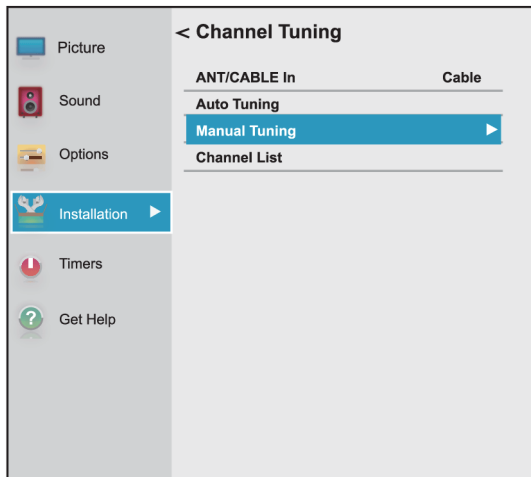 Picture
Sound
Options
Installation
Timers
Get Help
< Channel Tuning
ANT/CABLE In Cable
Auto Tuning
Manual Tuning
Channel List